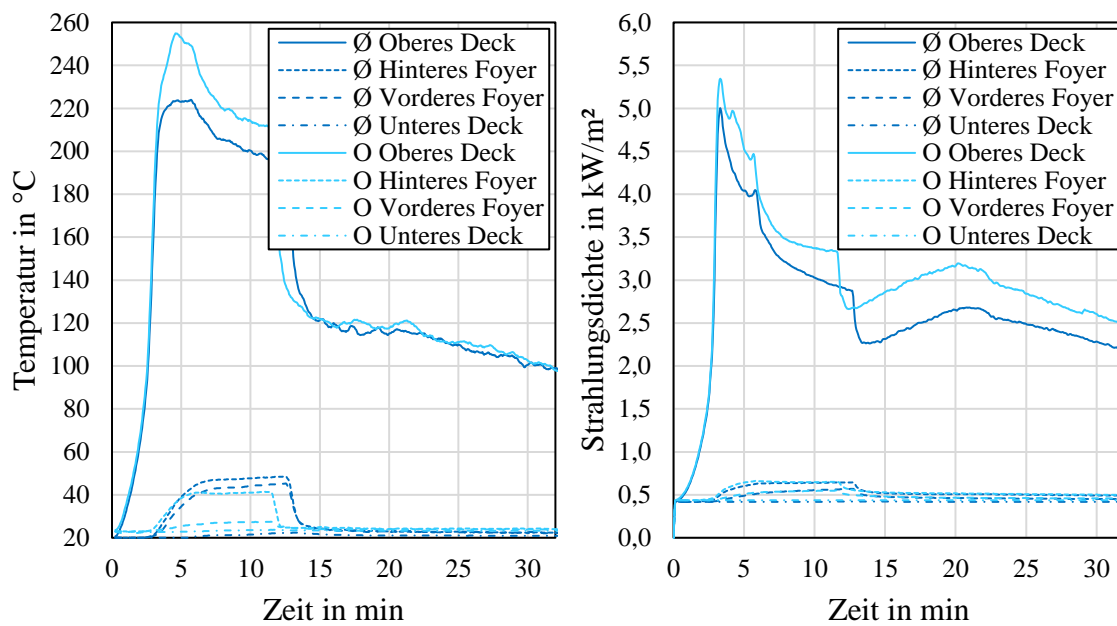 Temperatur in °C
260
240
220
200
180
160
140
120
100
80
60
40
20
0
5
10
15
20
25
30
Zeit in min
Ø Oberes Deck
Ø Hinteres Foyer
Ø Vorderes Foyer
Ø Unteres Deck
O Oberes Deck
O Hinteres Foyer
O Vorderes Foyer
O Unteres Deck
Strahlungsdichte in kW/m²
6,0
5,5
5,0
4,5
4,0
3,5
3,0
2,5
2,0
1,5
1,0
0,5
0,0
0
5
10
15
20
25
30
Zeit in min
Ø Oberes Deck
Ø Hinteres Foyer
Ø Vorderes Foyer
Ø Unteres Deck
O Oberes Deck
O Hinteres Foyer
O Vorderes Foyer
O Unteres Deck